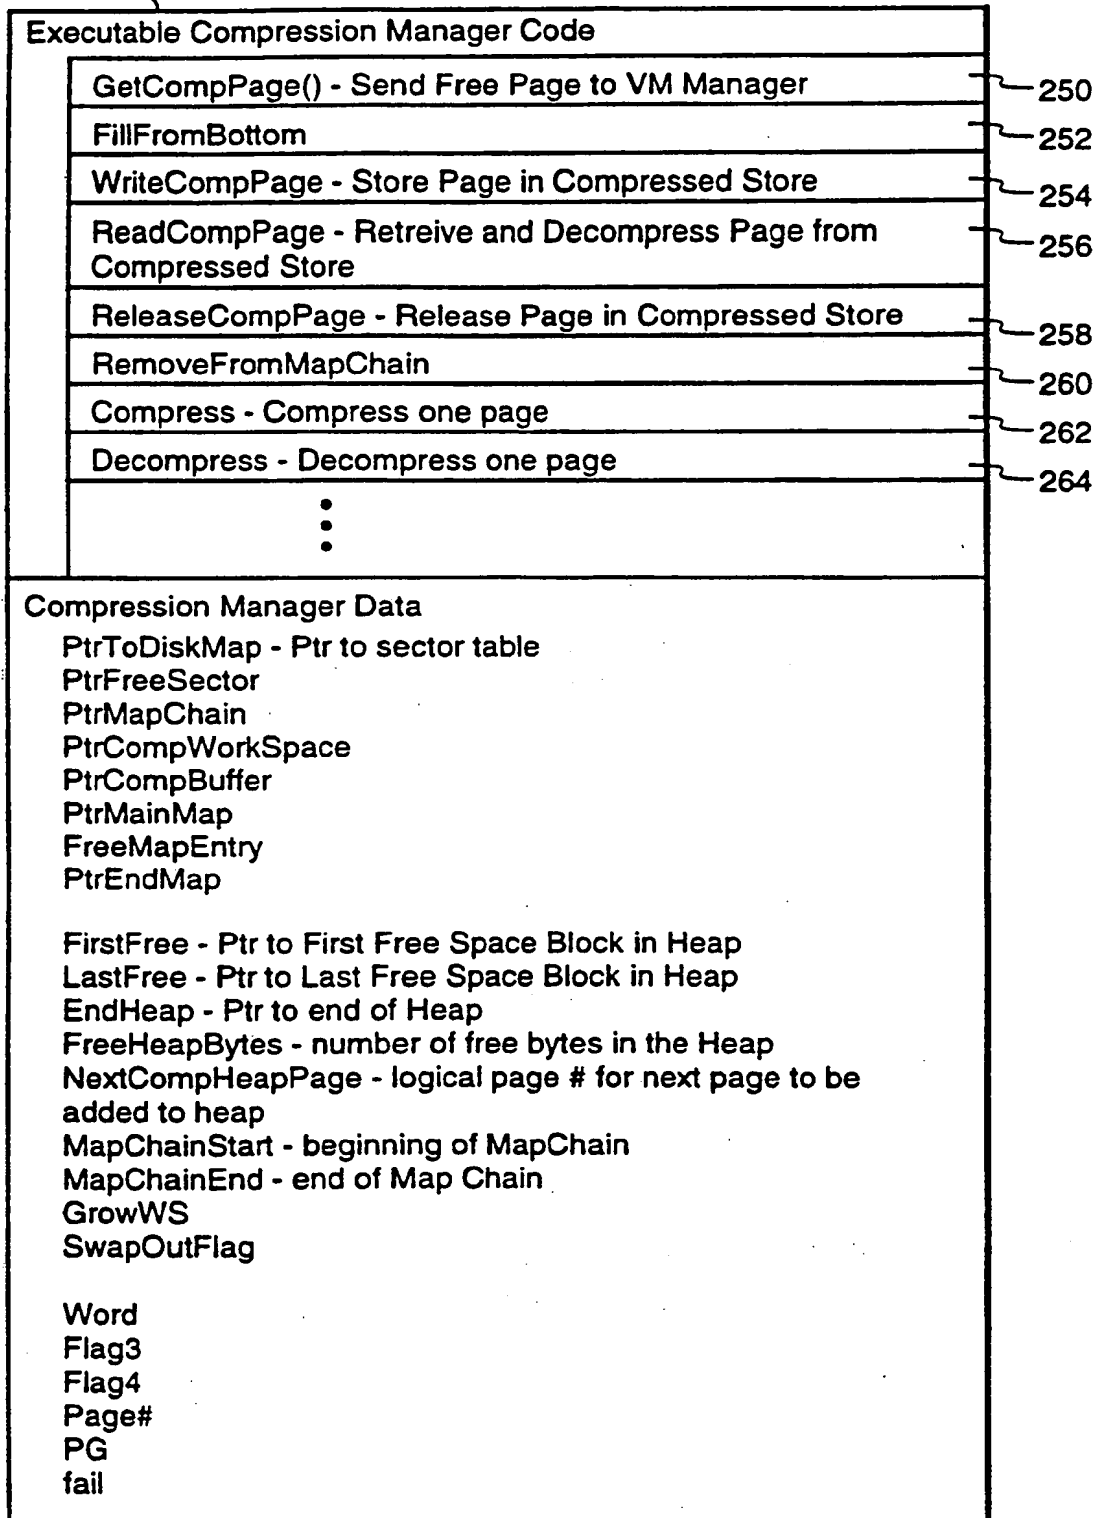 Executable Compression Manager Code
GetCompPage() - Send Free Page to VM Manager
250
FillFromBottom
252
WriteCompPage - Store Page in Compressed Store
254
ReadCompPage - Retreive and Decompress Page from
Compressed Store
256
ReleaseCompPage - Release Page in Compressed Store
258
RemoveFromMapChain
260
Compress - Compress one page
262
Decompress - Decompress one page
264
Compression Manager Data
PtrToDiskMap - Ptr to sector table
PtrFreeSector
PtrMapChain
PtrCompWorkSpace
PtrCompBuffer
PtrMainMap
FreeMapEntry
PtrEndMap
FirstFree - Ptr to First Free Space Block in Heap
LastFree - Ptr to Last Free Space Block in Heap
EndHeap - Ptr to end of Heap
FreeHeapBytes - number of free bytes in the Heap
NextCompHeapPage - logical page # for next page to be
added to heap
MapChainStart - beginning of MapChain
MapChainEnd - end of Map Chain
GrowWS
SwapOutFlag
Word
Flag3
Flag4
Page#
PG
fail